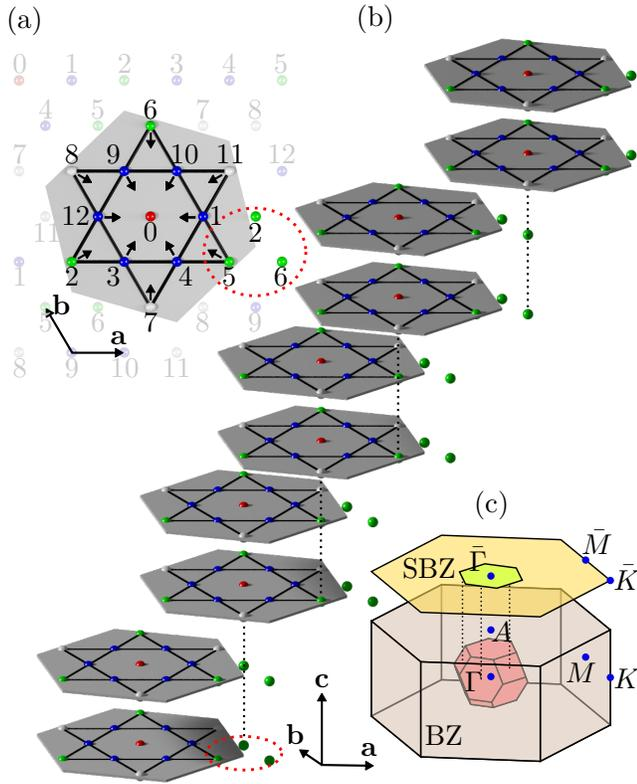 (a)
0 1 2 3 4 5
4 5 6 7 8
7 8 9 10 11 12
11 12 0 1 2
1 2 3 4 5 6
b 5 6 7 8 9
a
8 9 10 11
(b)
c
b
a
(c)
M̄
Γ̄
SBZ K̄
A
M
Γ K
BZ